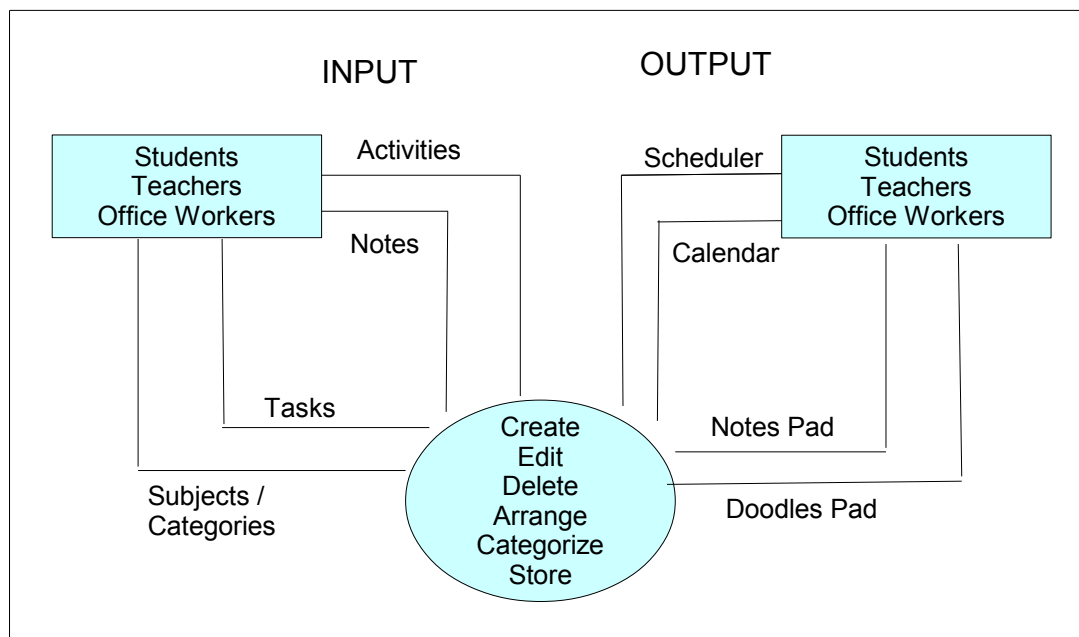 INPUT
OUTPUT
Students
Teachers
Office Workers
Activities
Notes
Tasks
Subjects /
Categories
Scheduler
Calendar
Students
Teachers
Office Workers
Notes Pad
Doodles Pad
Create
Edit
Delete
Arrange
Categorize
Store